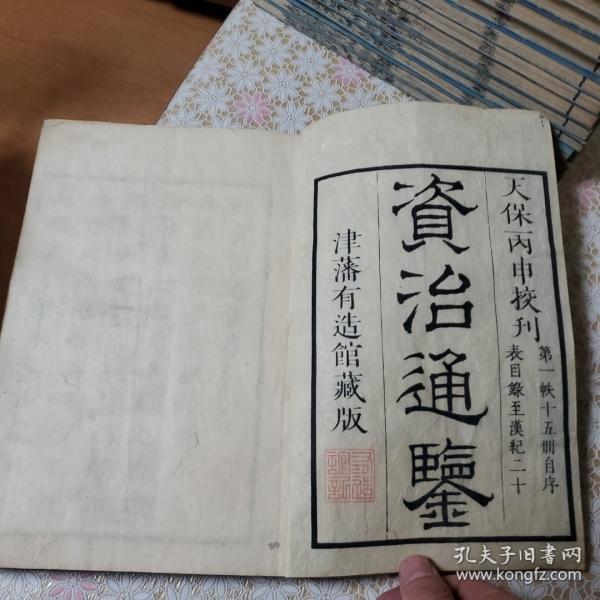 天保丙申挍刊
第一帙十五册自序
表目錄至漢紀二十
資治通鑒
津藩有造館藏版
孔夫子旧书网
www.kongfz.com